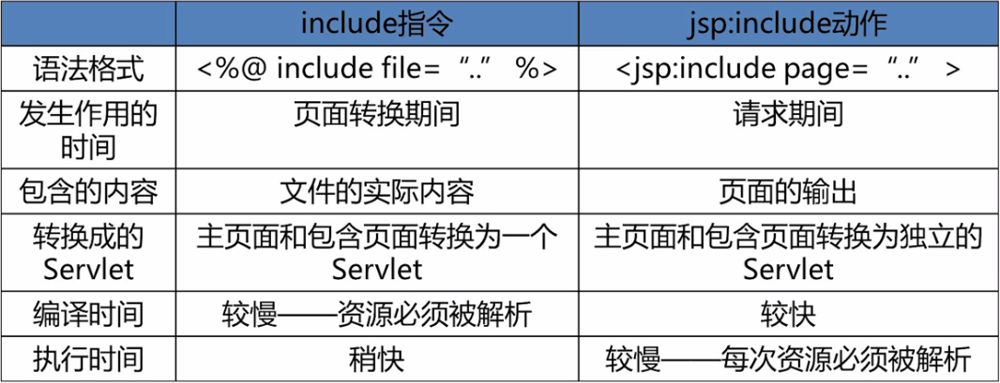 include指令 jsp:include动作
语法格式 <%@ include file=“..” %> <jsp:include page=“..” >
发生作用的时间 页面转换期间 请求期间
包含的内容 文件的实际内容 页面的输出
转换成的Servlet 主页面和包含页面转换为一个Servlet 主页面和包含页面转换为独立的Servlet
编译时间 较慢——资源必须被解析 较快
执行时间 稍快 较慢——每次资源必须被解析